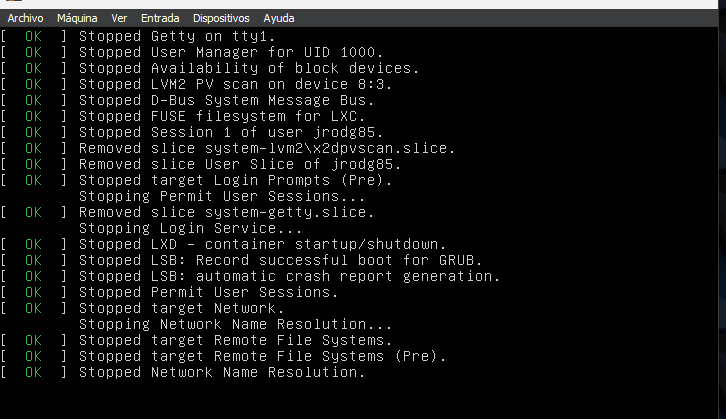 Archivo Máquina Ver Entrada Dispositivos Ayuda
[  OK  ] Stopped Getty on tty1.
[  OK  ] Stopped User Manager for UID 1000.
[  OK  ] Stopped Availability of block devices.
[  OK  ] Stopped LVM2 PV scan on device 8:3.
[  OK  ] Stopped D-Bus System Message Bus.
[  OK  ] Stopped FUSE filesystem for LXC.
[  OK  ] Stopped Session 1 of user jrodg85.
[  OK  ] Removed slice system-lvm2\x2dpvscan.slice.
[  OK  ] Removed slice User Slice of jrodg85.
[  OK  ] Stopped target Login Prompts (Pre).
Stopping Permit User Sessions...
[  OK  ] Removed slice system-getty.slice.
Stopping Login Service...
[  OK  ] Stopped LXD - container startup/shutdown.
[  OK  ] Stopped LSB: Record successful boot for GRUB.
[  OK  ] Stopped LSB: automatic crash report generation.
[  OK  ] Stopped Permit User Sessions.
[  OK  ] Stopped target Network.
Stopping Network Name Resolution...
[  OK  ] Stopped target Remote File Systems.
[  OK  ] Stopped target Remote File Systems (Pre).
[  OK  ] Stopped Network Name Resolution.